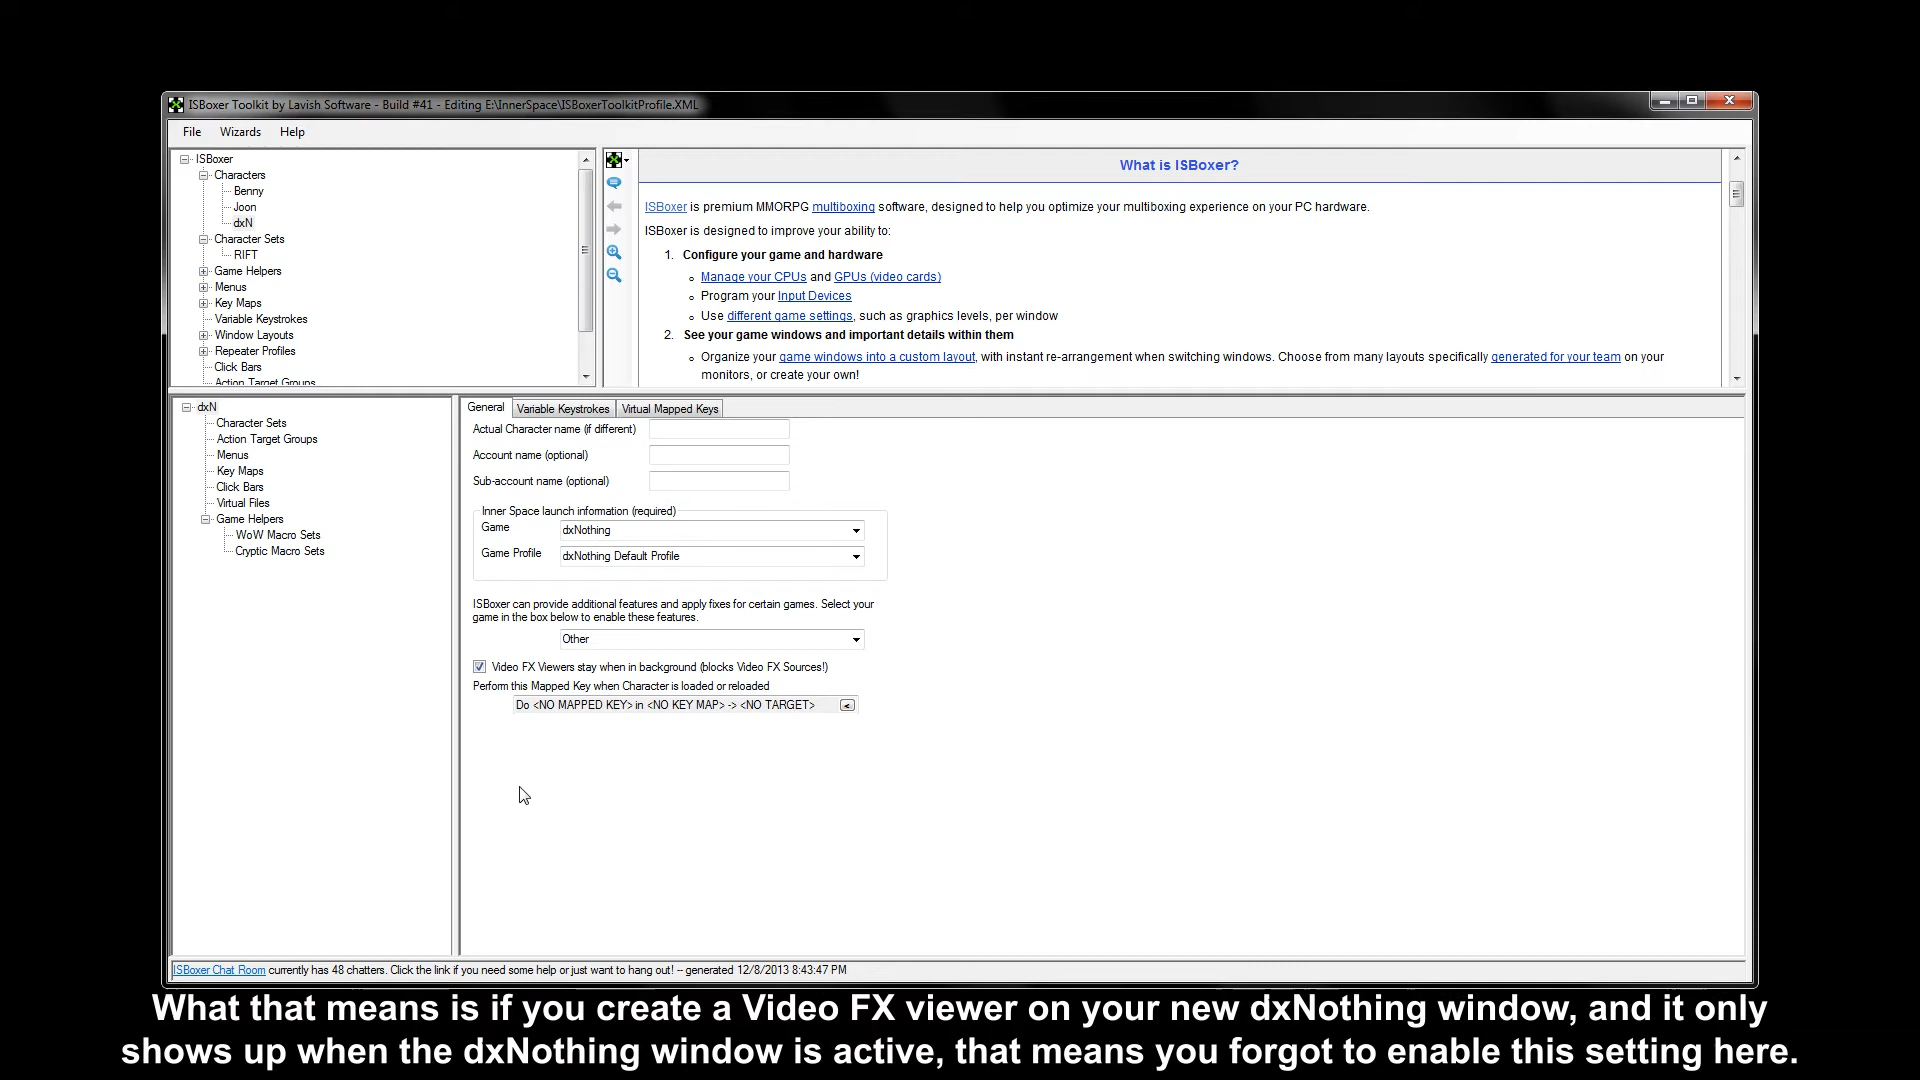 ISBoxer Toolkit by Lavish Software - Build #41 - Editing E:\InnerSpace\ISBoxerToolkitProfile.XML
File Wizards Help
ISBoxer
Characters
Benny
Joon
dxN
Character Sets
RIFT
Game Helpers
Menus
Key Maps
Variable Keystrokes
Window Layouts
Repeater Profiles
Click Bars
Action Target Groups
What is ISBoxer?
ISBoxer is premium MMORPG multiboxing software, designed to help you optimize your multiboxing experience on your PC hardware.
ISBoxer is designed to improve your ability to:
1. Configure your game and hardware
Manage your CPUs and GPUs (video cards)
Program your Input Devices
Use different game settings, such as graphics levels, per window
2. See your game windows and important details within them
Organize your game windows into a custom layout, with instant re-arrangement when switching windows. Choose from many layouts specifically generated for your team on your
monitors, or create your own!
dxN
Character Sets
Action Target Groups
Menus
Key Maps
Click Bars
Virtual Files
Game Helpers
WoW Macro Sets
Cryptic Macro Sets
General Variable Keystrokes Virtual Mapped Keys
Actual Character name (if different)
Account name (optional)
Sub-account name (optional)
Inner Space launch information (required)
Game dxNothing
Game Profile dxNothing Default Profile
ISBoxer can provide additional features and apply fixes for certain games. Select your
game in the box below to enable these features.
Other
Video FX Viewers stay when in background (blocks Video FX Sources!)
Perform this Mapped Key when Character is loaded or reloaded
Do <NO MAPPED KEY> in <NO KEY MAP> -> <NO TARGET> <
ISBoxer Chat Room currently has 48 chatters. Click the link if you need some help or just want to hang out! -- generated 12/8/2013 8:43:47 PM
What that means is if you create a Video FX viewer on your new dxNothing window, and it only
shows up when the dxNothing window is active, that means you forgot to enable this setting here.